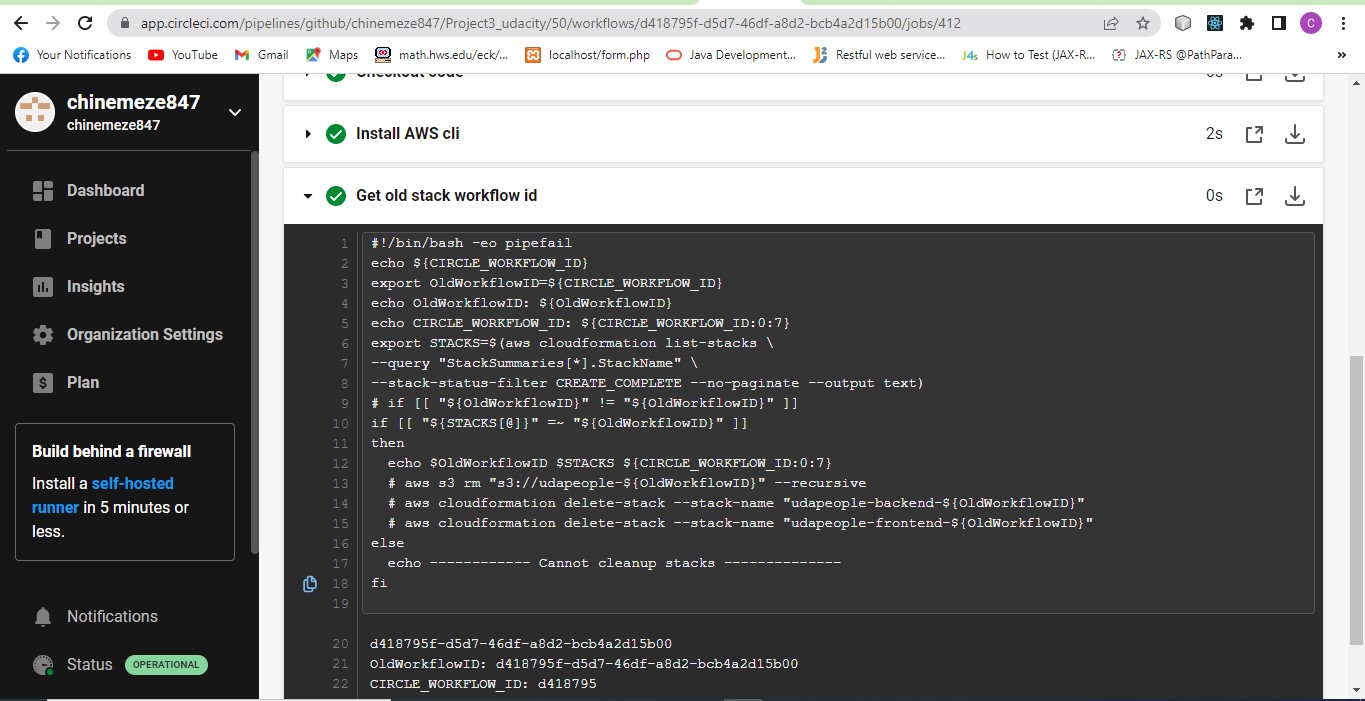 app.circleci.com/pipelines/github/chinemeze847/Project3_udacity/50/workflows/d418795f-d5d7-46df-a8d2-bcb4a2d15b00/jobs/412
C
Your Notifications YouTube Gmail Maps math.hws.edu/eck/... localhost/form.php Java Development... Restful web service... How to Test (JAX-R... JAX-RS @PathPara... »
chinemeze847
chinemeze847
Dashboard
Projects
Insights
Organization Settings
Plan
Build behind a firewall
Install a self-hosted
runner in 5 minutes or
less.
Notifications
Status OPERATIONAL
Checkout code 0s
Install AWS cli 2s
Get old stack workflow id 0s
1 #!/bin/bash -eo pipefail
2 echo ${CIRCLE_WORKFLOW_ID}
3 export OldWorkflowID=${CIRCLE_WORKFLOW_ID}
4 echo OldWorkflowID: ${OldWorkflowID}
5 echo CIRCLE_WORKFLOW_ID: ${CIRCLE_WORKFLOW_ID:0:7}
6 export STACKS=$(aws cloudformation list-stacks \
7 --query "StackSummaries[*].StackName" \
8 --stack-status-filter CREATE_COMPLETE --no-paginate --output text)
9 # if [[ "${OldWorkflowID}" != "${OldWorkflowID}" ]]
10 if [[ "${STACKS[@]}" =~ "${OldWorkflowID}" ]]
11 then
12   echo $OldWorkflowID $STACKS ${CIRCLE_WORKFLOW_ID:0:7}
13   # aws s3 rm "s3://udapeople-${OldWorkflowID}" --recursive
14   # aws cloudformation delete-stack --stack-name "udapeople-backend-${OldWorkflowID}"
15   # aws cloudformation delete-stack --stack-name "udapeople-frontend-${OldWorkflowID}"
16 else
17   echo ------------ Cannot cleanup stacks --------------
18 fi
19
20 d418795f-d5d7-46df-a8d2-bcb4a2d15b00
21 OldWorkflowID: d418795f-d5d7-46df-a8d2-bcb4a2d15b00
22 CIRCLE_WORKFLOW_ID: d418795